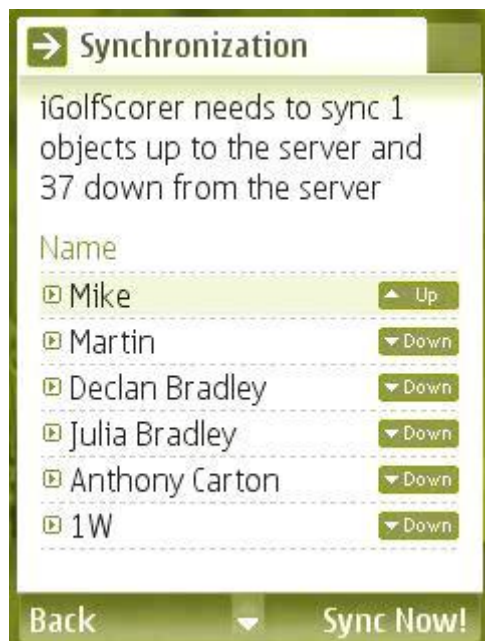 Synchronization
iGolfScorer needs to sync 1
objects up to the server and
37 down from the server
Name
Mike Up
Martin Down
Declan Bradley Down
Julia Bradley Down
Anthony Carton Down
1W Down
Back Sync Now!